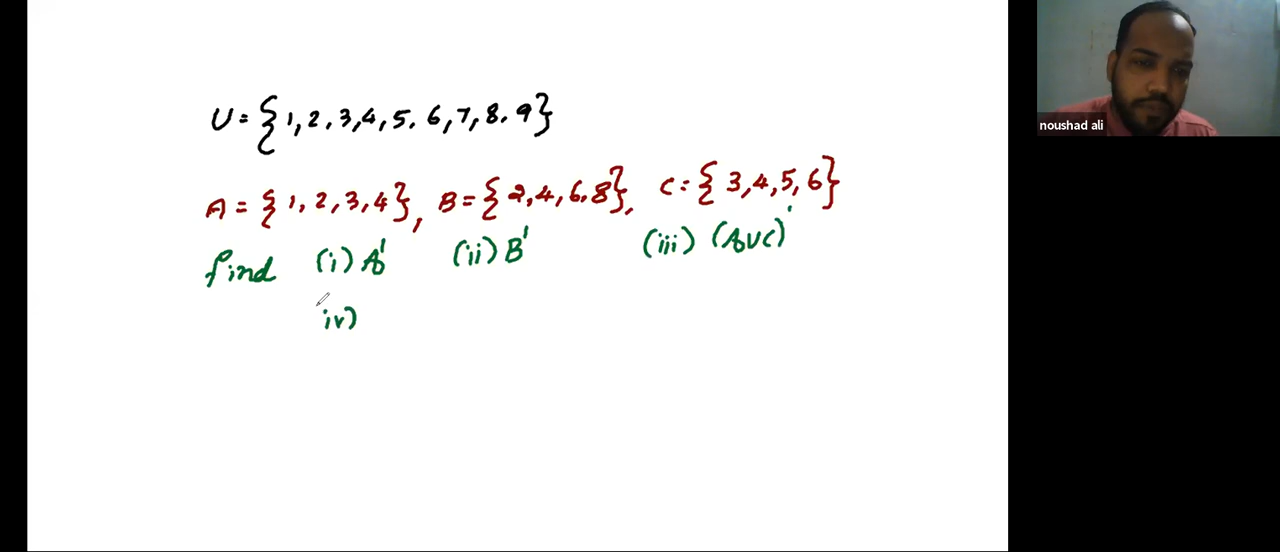 U = { 1, 2, 3, 4, 5. 6, 7, 8. 9 }
A = { 1, 2, 3, 4 }, B = { 2, 4, 6, 8 }, C = { 3, 4, 5, 6 }
find (i) A' (ii) B' (iii) (A∪C)'
iv)
noushad ali